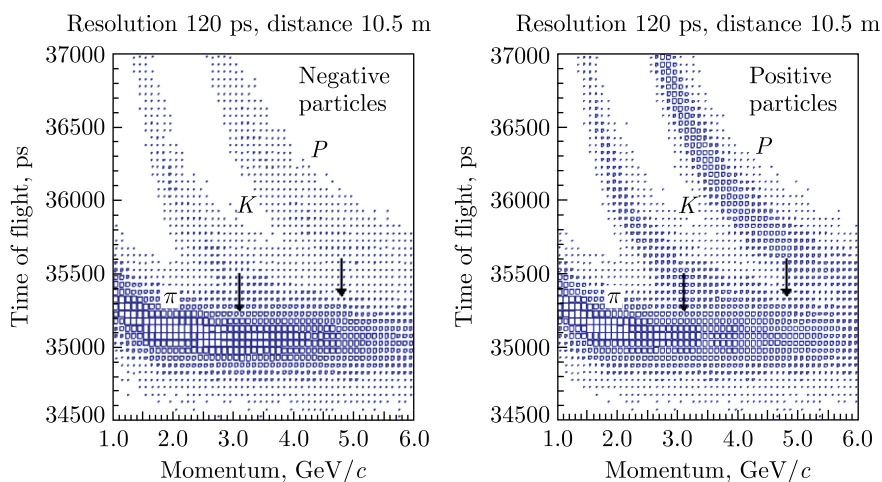 Resolution 120 ps, distance 10.5 m
37000
36500
36000
35500
35000
34500
Time of flight, ps
Negative
particles
P
K
π
1.0 2.0 3.0 4.0 5.0 6.0
Momentum, GeV/c
Resolution 120 ps, distance 10.5 m
37000
36500
36000
35500
35000
34500
Time of flight, ps
Positive
particles
P
K
π
1.0 2.0 3.0 4.0 5.0 6.0
Momentum, GeV/c